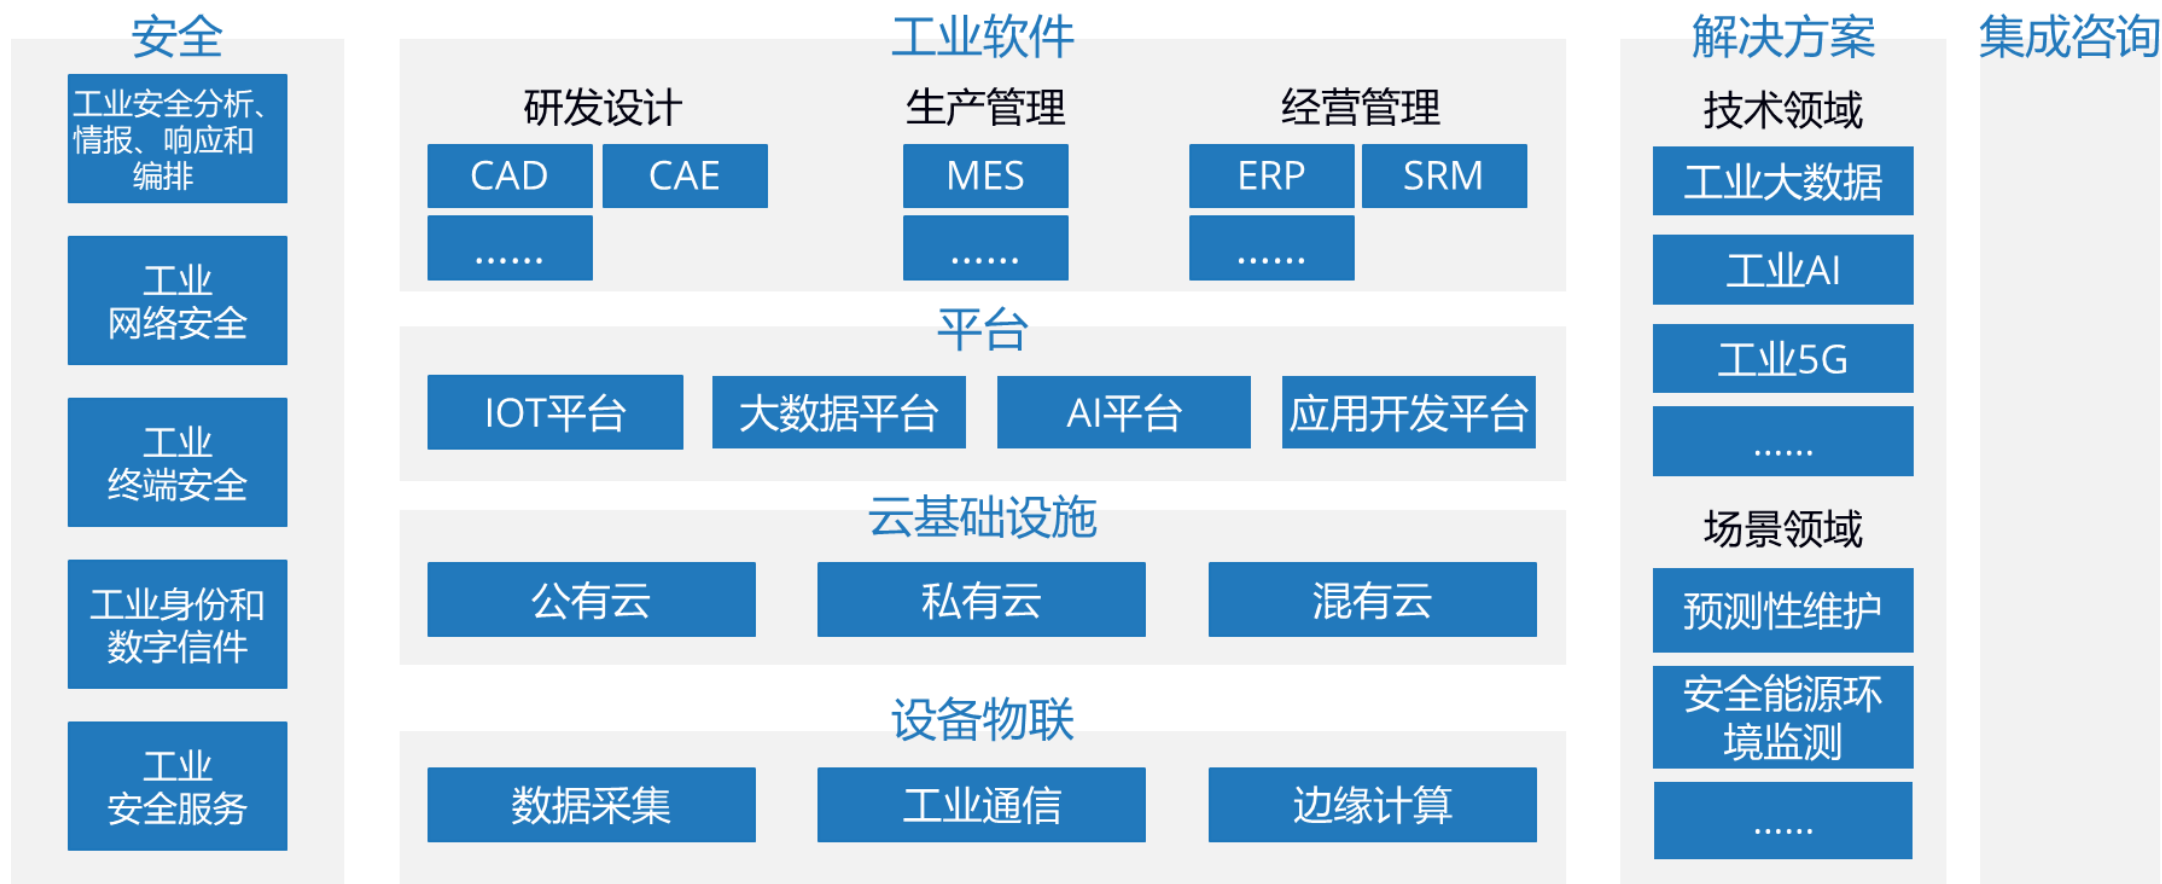 安全
工业安全分析、
情报、响应和
编排
工业
网络安全
工业
终端安全
工业身份和
数字信件
工业
安全服务
工业软件
研发设计
CAD
CAE
……
生产管理
MES
……
经营管理
ERP
SRM
……
平台
IOT平台
大数据平台
AI平台
应用开发平台
云基础设施
公有云
私有云
混有云
设备物联
数据采集
工业通信
边缘计算
解决方案
技术领域
工业大数据
工业AI
工业5G
……
场景领域
预测性维护
安全能源环
境监测
……
集成咨询